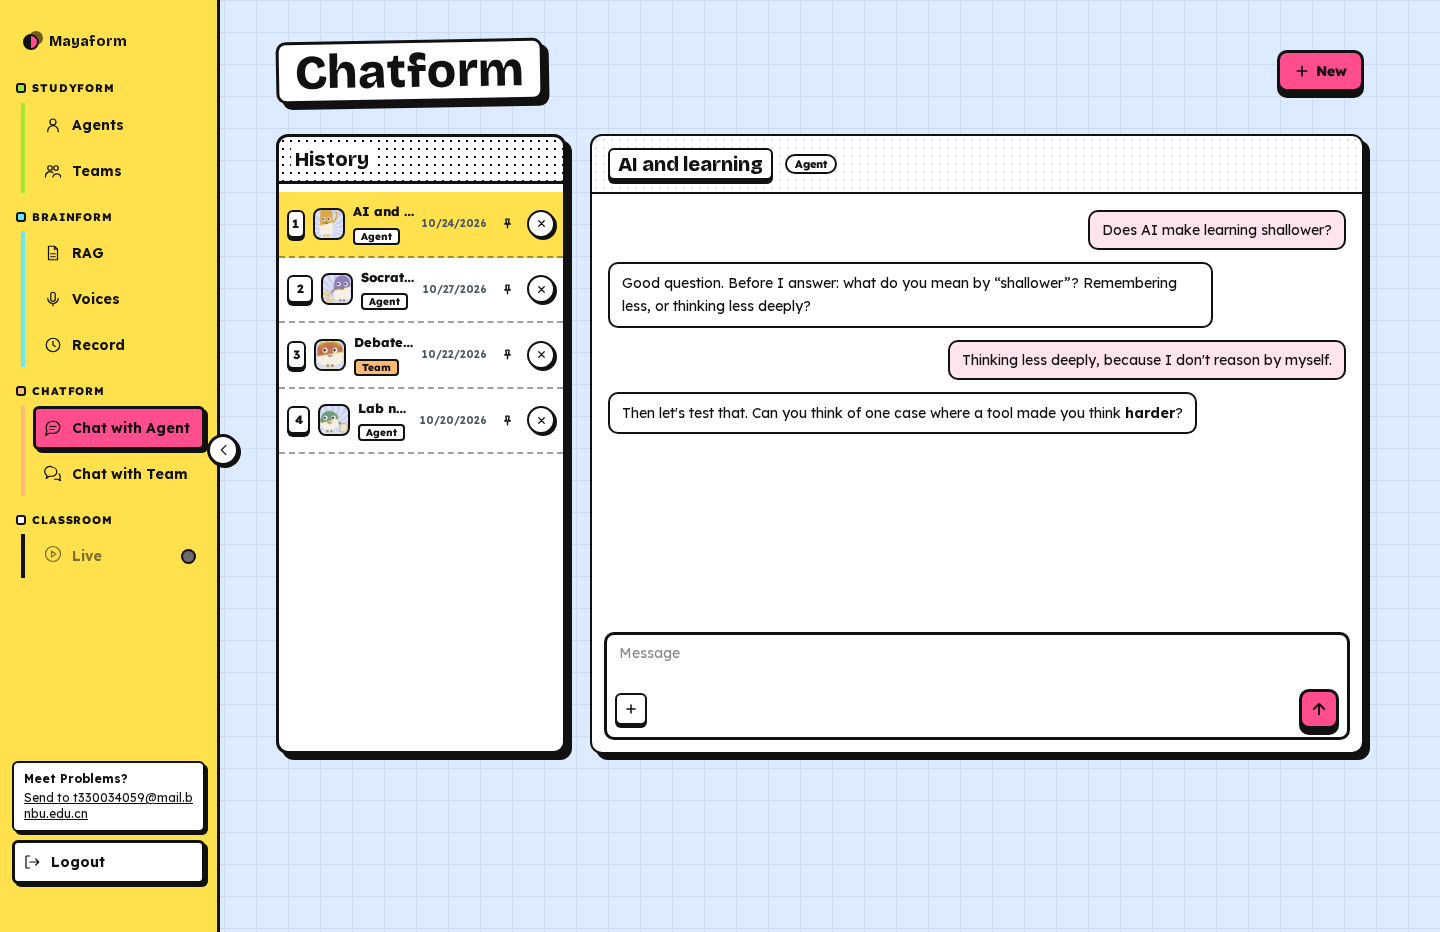 Mayaform
STUDYFORM
Agents
Teams
BRAINFORM
RAG
Voices
Record
CHATFORM
Chat with Agent
Chat with Team
CLASSROOM
Live
Meet Problems?
Send to t330034059@mail.b
nbu.edu.cn
Logout
Chatform
New
History
1
AI and ...
10/24/2026
Agent
2
Socrat...
10/27/2026
Agent
3
Debate...
10/22/2026
Team
4
Lab n...
10/20/2026
Agent
AI and learning
Agent
Does AI make learning shallower?
Good question. Before I answer: what do you mean by “shallower”? Remembering
less, or thinking less deeply?
Thinking less deeply, because I don't reason by myself.
Then let's test that. Can you think of one case where a tool made you think harder?
Message